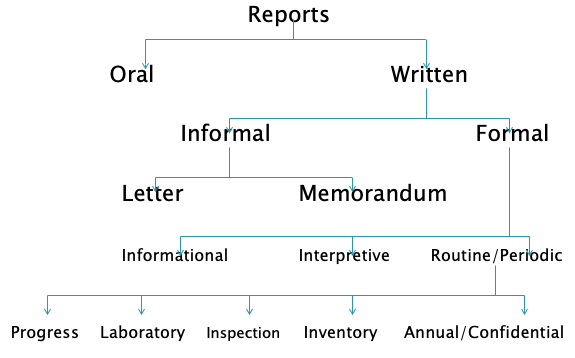 Reports
Oral Written
Informal Formal
Letter Memorandum
Informational Interpretive Routine/Periodic
Progress Laboratory Inspection Inventory Annual/Confidential